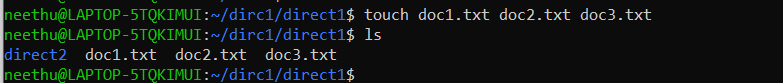 neethu@LAPTOP-5TQKIMUI:~/dirc1/direct1$ touch doc1.txt doc2.txt doc3.txt
neethu@LAPTOP-5TQKIMUI:~/dirc1/direct1$ ls
direct2  doc1.txt  doc2.txt  doc3.txt
neethu@LAPTOP-5TQKIMUI:~/dirc1/direct1$